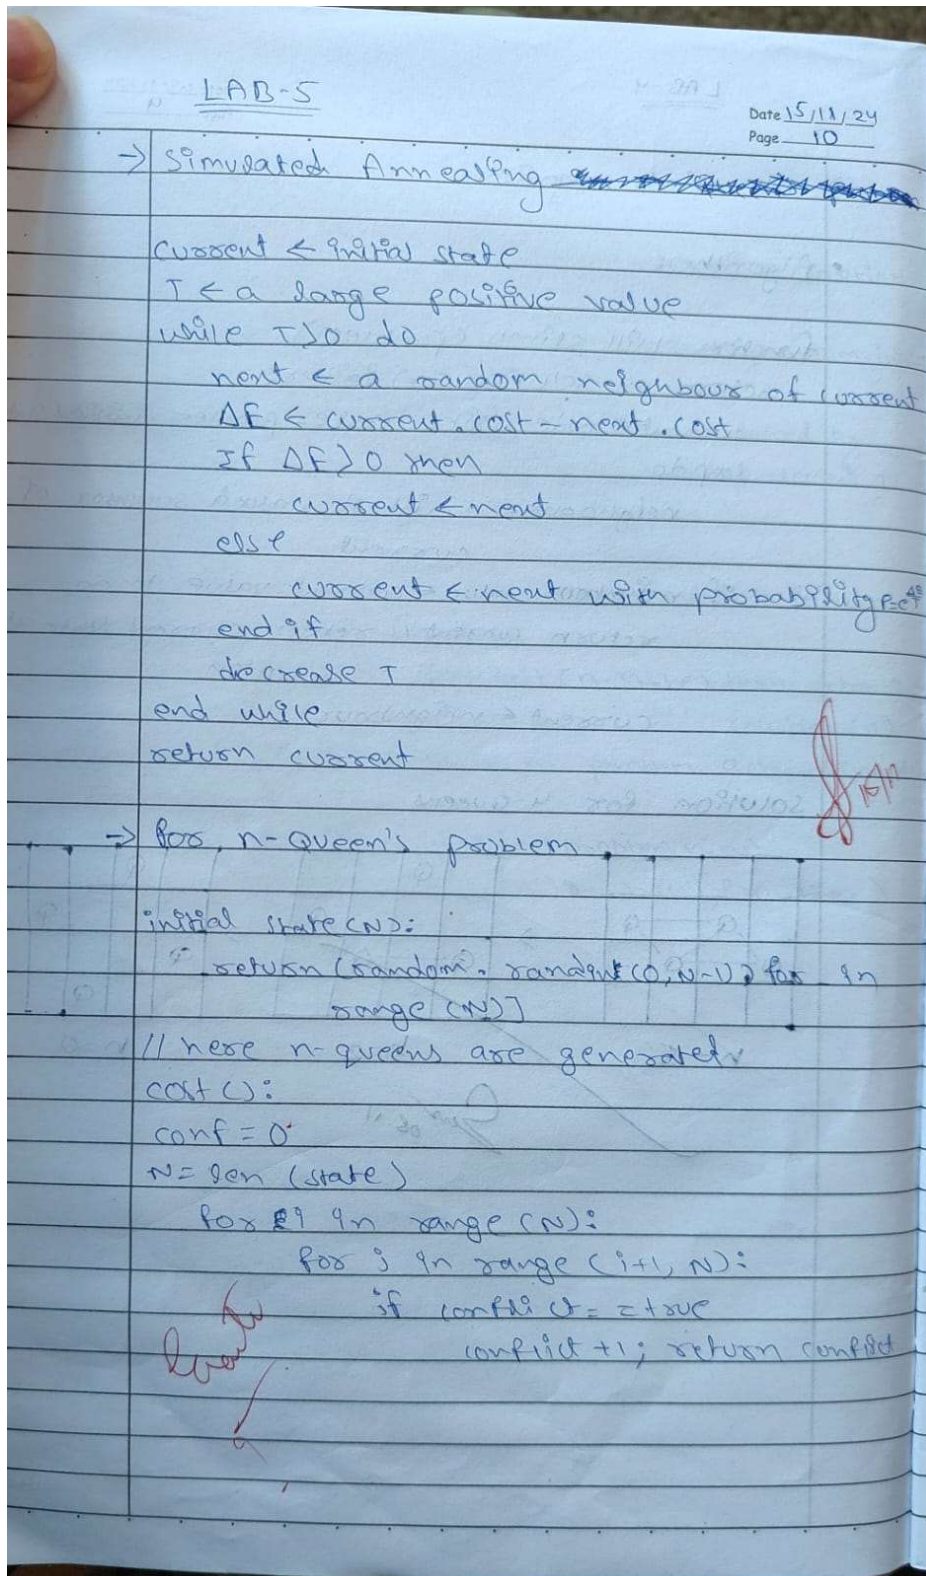 LAB-5
Date 15/11/24
Page 10
→ Simulated Annealing
Current ← initial state
T ← a large positive value
while T>0 do
next ← a random neighbour of current
ΔE ← current.cost - next.cost
If ΔE>0 then
current ← next
else
current ← next with probability
end if
decrease T
end while
return current
15/11
→ for n-Queen's problem
initial state(N):
return (random. randint (0, N-1) for in
range (N)]
// here n-queens are generated.
cost ():
conf = 0
N = len (state)
for i in range (N):
for j in range (i+1, N):
if conflict = = true
conflict +1; return conflict